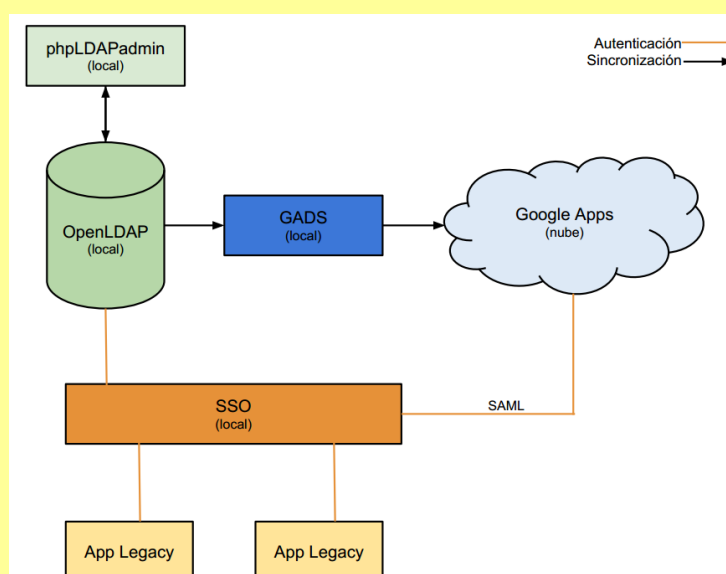 phpLDAPadmin
(local)
Autenticación
Sincronización
OpenLDAP
(local)
GADS
(local)
Google Apps
(nube)
SSO
(local)
SAML
App Legacy
App Legacy